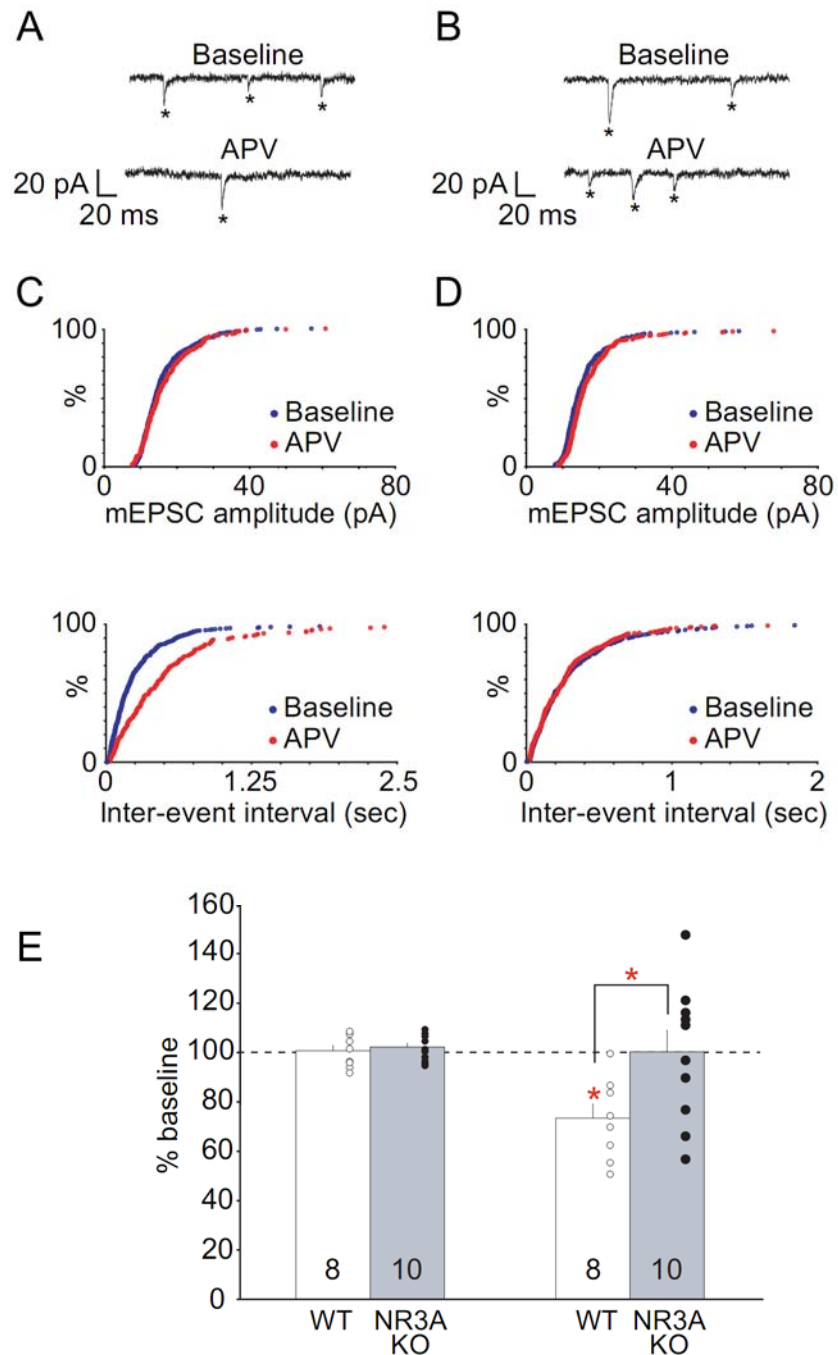 A
Baseline
* * *
APV
20 pA
20 ms
*
B
Baseline
* *
APV
20 pA
20 ms
* * *
C
100
%
0
Baseline
APV
0 40 80
mEPSC amplitude (pA)
D
100
%
0
Baseline
APV
0 20 40 60 80
mEPSC amplitude (pA)
100
%
0
Baseline
APV
0 1.25 2.5
Inter-event interval (sec)
100
%
0
Baseline
APV
0 1 2
Inter-event interval (sec)
E
160
140
120
100
80
60
40
20
0
% baseline
*
*
8 10 8 10
WT NR3A KO WT NR3A KO